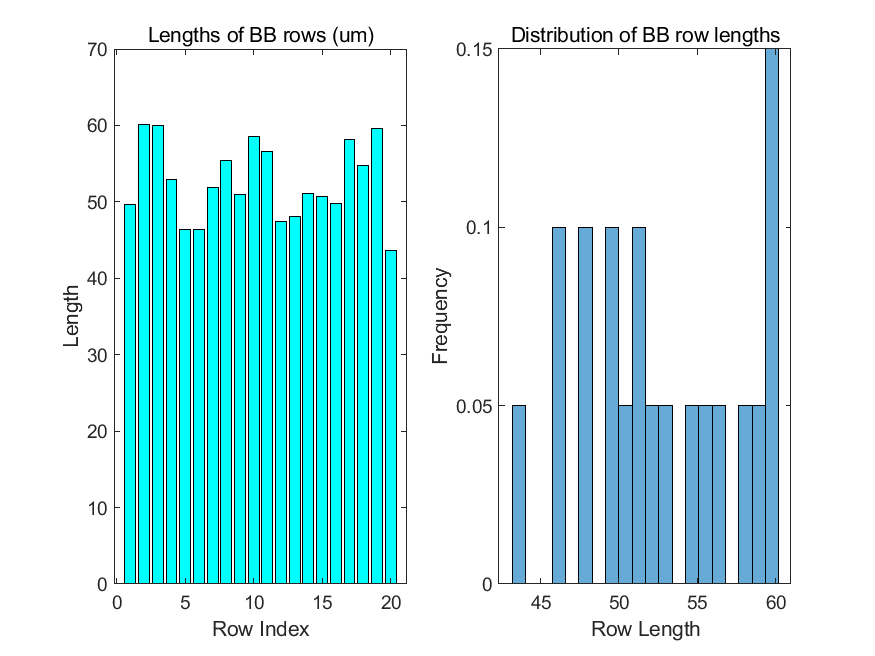 Lengths of BB rows (um)
70
60
50
40
30
20
10
0
Length
0 5 10 15 20
Row Index
Distribution of BB row lengths
0.15
0.1
0.05
0
Frequency
45 50 55 60
Row Length